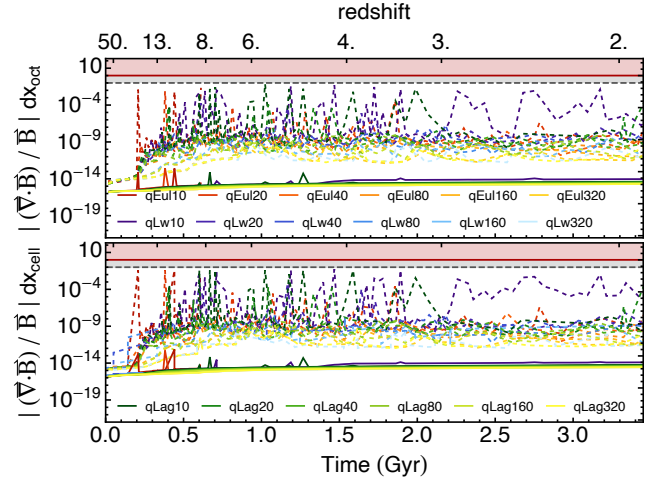 redshift
50. 13. 8. 6. 4. 3. 2.
10
10⁻⁴
10⁻⁹
10⁻¹⁴
10⁻¹⁹
| (∇⃗·B⃗) / B⃗ | dx_oct
qEul10 qEul20 qEul40 qEul80 qEul160 qEul320
qLw10 qLw20 qLw40 qLw80 qLw160 qLw320
10
10⁻⁴
10⁻⁹
10⁻¹⁴
10⁻¹⁹
| (∇⃗·B⃗) / B⃗ | dx_cell
qLag10 qLag20 qLag40 qLag80 qLag160 qLag320
0.0 0.5 1.0 1.5 2.0 2.5 3.0
Time (Gyr)